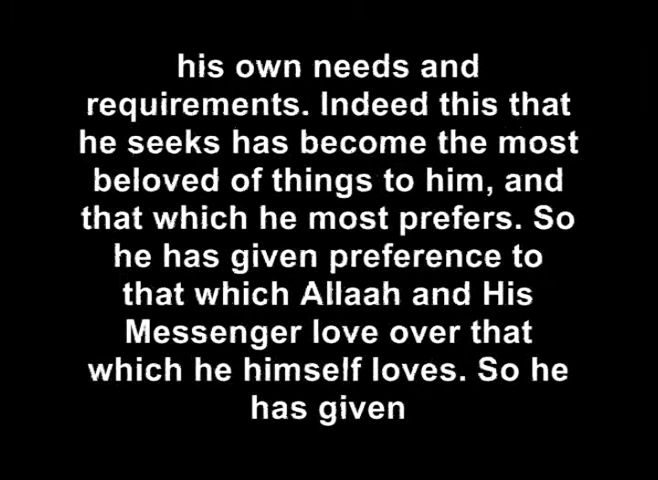 his own needs and
requirements. Indeed this that
he seeks has become the most
beloved of things to him, and
that which he most prefers. So
he has given preference to
that which Allaah and His
Messenger love over that
which he himself loves. So he
has given